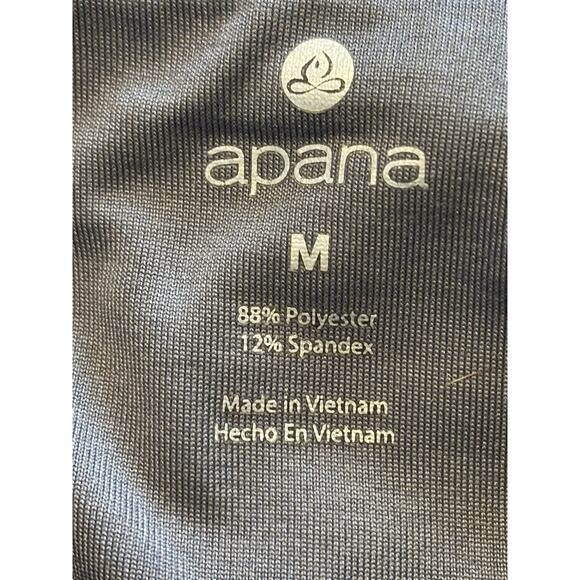 apana
M
88% Polyester
12% Spandex
Made in Vietnam
Hecho En Vietnam